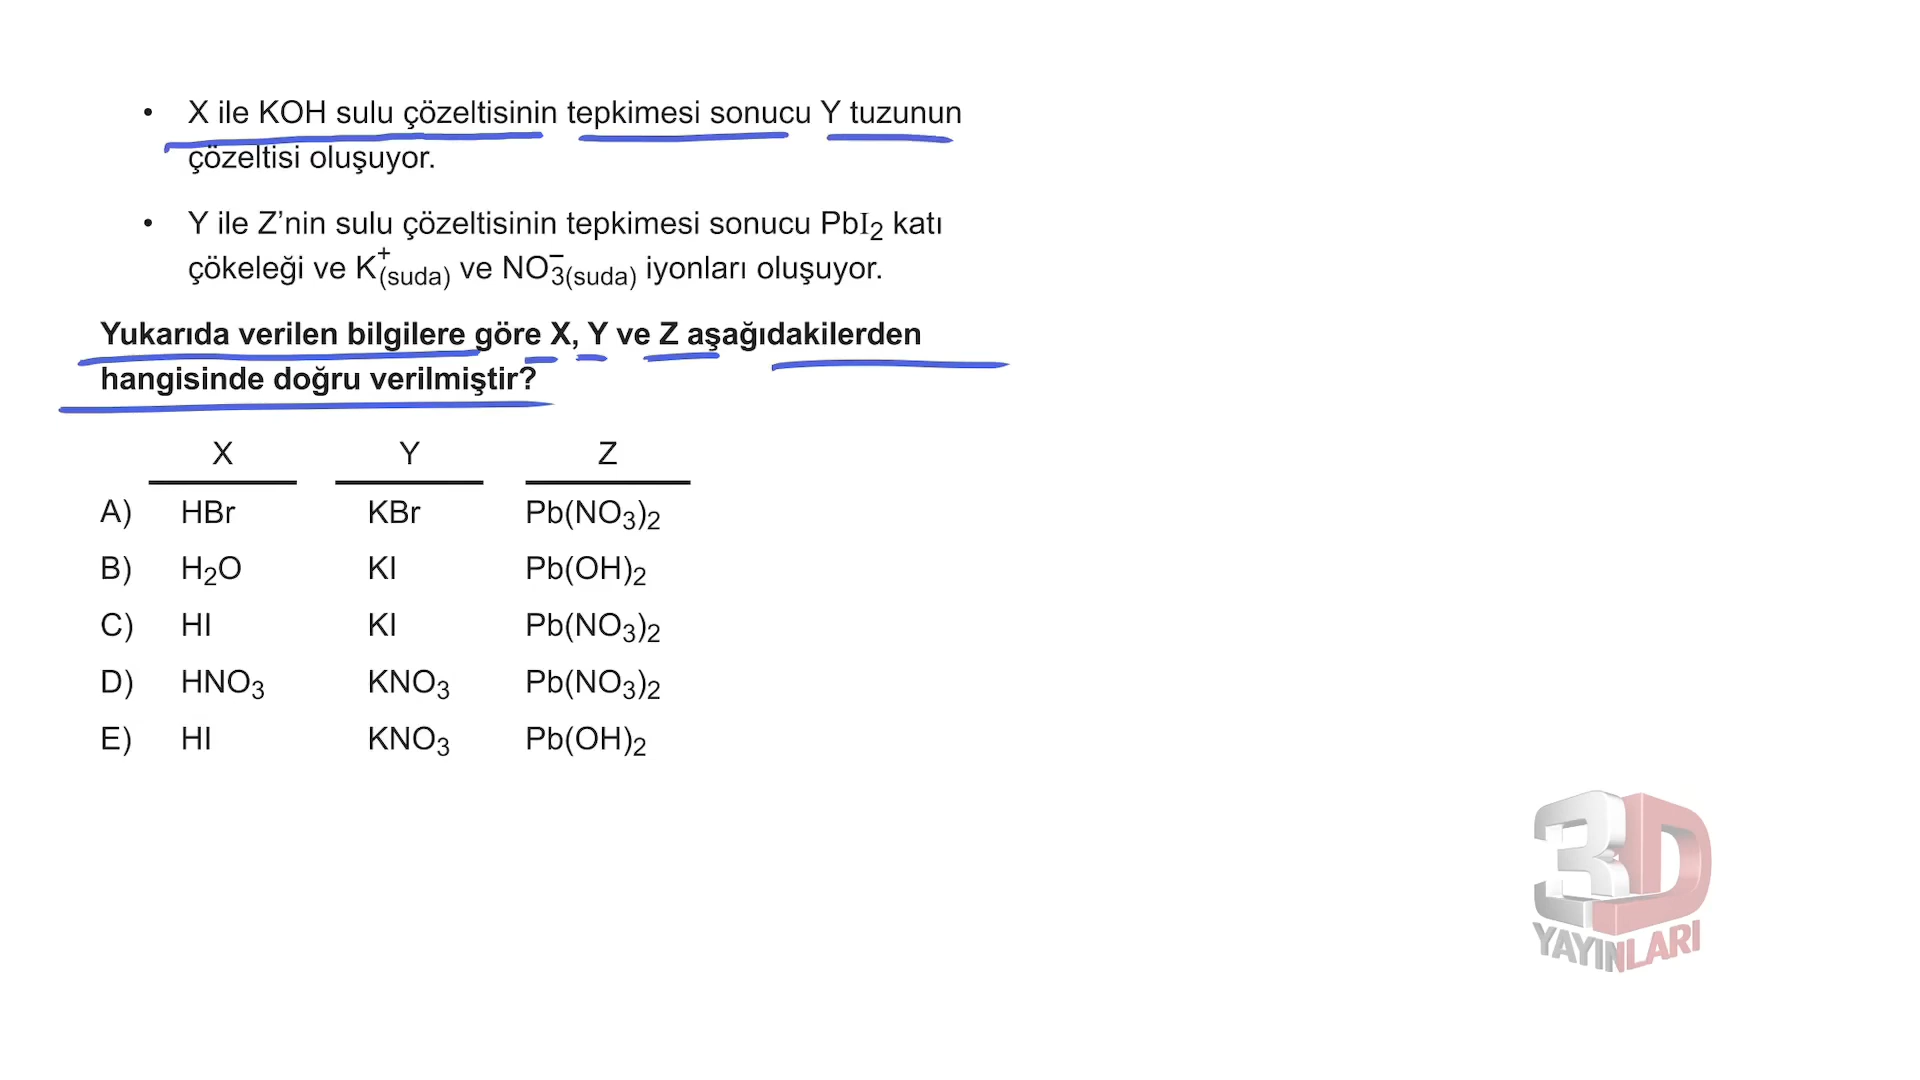 • X ile KOH sulu çözeltisinin tepkimesi sonucu Y tuzunun
çözeltisi oluşuyor.
• Y ile Z’nin sulu çözeltisinin tepkimesi sonucu PbI₂ katı
çökeleği ve K⁺(suda) ve NO₃⁻(suda) iyonları oluşuyor.
Yukarıda verilen bilgilere göre X, Y ve Z aşağıdakilerden
hangisinde doğru verilmiştir?
X Y Z
A) HBr KBr Pb(NO₃)₂
B) H₂O KI Pb(OH)₂
C) HI KI Pb(NO₃)₂
D) HNO₃ KNO₃ Pb(NO₃)₂
E) HI KNO₃ Pb(OH)₂
3D
YAYINLARI